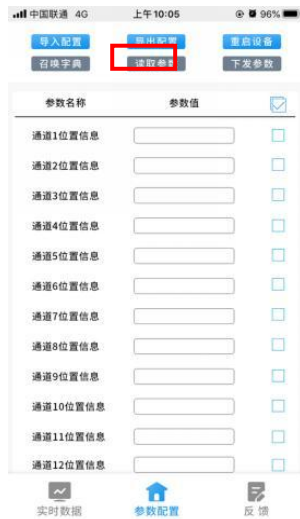 中国联通 4G 上午10:05 96%
导入配置 导出配置 重启设备
召唤字典 读取参数 下发参数
参数名称 参数值
通道1位置信息
通道2位置信息
通道3位置信息
通道4位置信息
通道5位置信息
通道6位置信息
通道7位置信息
通道8位置信息
通道9位置信息
通道10位置信息
通道11位置信息
通道12位置信息
实时数据 参数配置 反馈